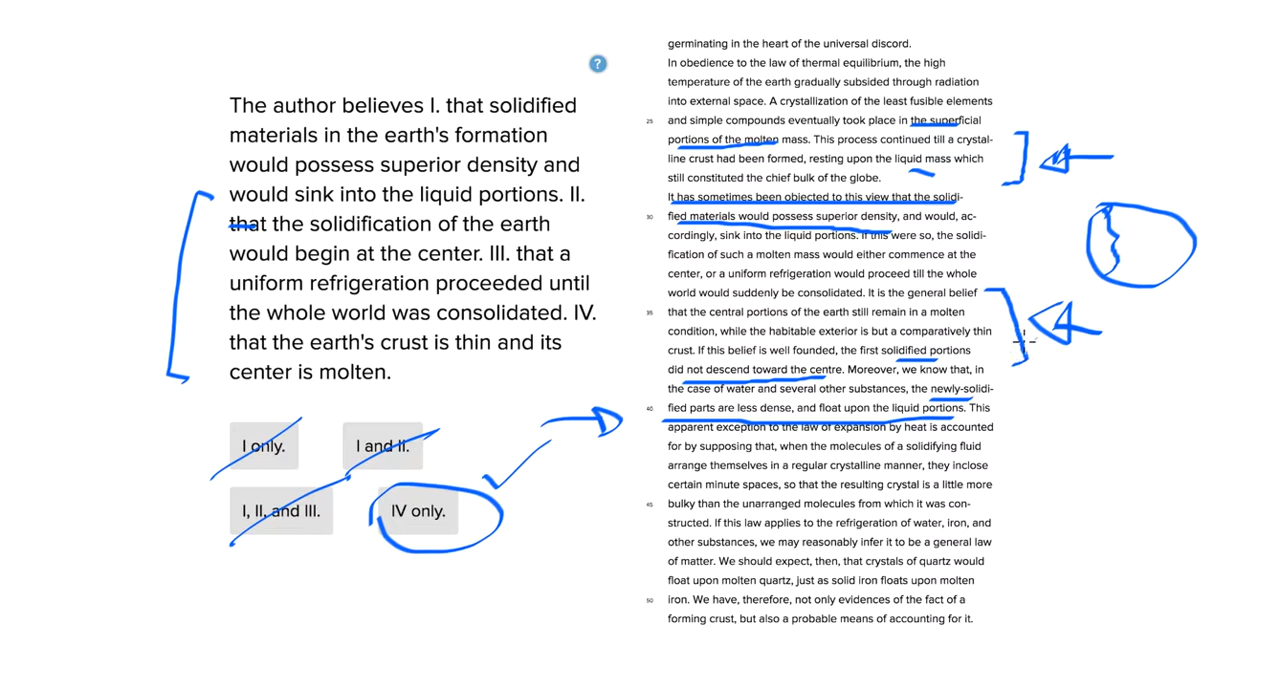 ?
The author believes I. that solidified
materials in the earth's formation
would possess superior density and
would sink into the liquid portions. II.
that the solidification of the earth
would begin at the center. III. that a
uniform refrigeration proceeded until
the whole world was consolidated. IV.
that the earth's crust is thin and its
center is molten.
I only.
I and II.
I, II, and III.
IV only.
germinating in the heart of the universal discord.
In obedience to the law of thermal equilibrium, the high
temperature of the earth gradually subsided through radiation
into external space. A crystallization of the least fusible elements
25 and simple compounds eventually took place in the superficial
portions of the molten mass. This process continued till a crystal-
line crust had been formed, resting upon the liquid mass which
still constituted the chief bulk of the globe.
It has sometimes been objected to this view that the solidi-
30 fied materials would possess superior density, and would, ac-
cordingly, sink into the liquid portions. If this were so, the solidi-
fication of such a molten mass would either commence at the
center, or a uniform refrigeration would proceed till the whole
world would suddenly be consolidated. It is the general belief
35 that the central portions of the earth still remain in a molten
condition, while the habitable exterior is but a comparatively thin
crust. If this belief is well founded, the first solidified portions
did not descend toward the centre. Moreover, we know that, in
the case of water and several other substances, the newly-solidi-
40 fied parts are less dense, and float upon the liquid portions. This
apparent exception to the law of expansion by heat is accounted
for by supposing that, when the molecules of a solidifying fluid
arrange themselves in a regular crystalline manner, they inclose
certain minute spaces, so that the resulting crystal is a little more
45 bulky than the unarranged molecules from which it was con-
structed. If this law applies to the refrigeration of water, iron, and
other substances, we may reasonably infer it to be a general law
of matter. We should expect, then, that crystals of quartz would
float upon molten quartz, just as solid iron floats upon molten
50 iron. We have, therefore, not only evidences of the fact of a
forming crust, but also a probable means of accounting for it.